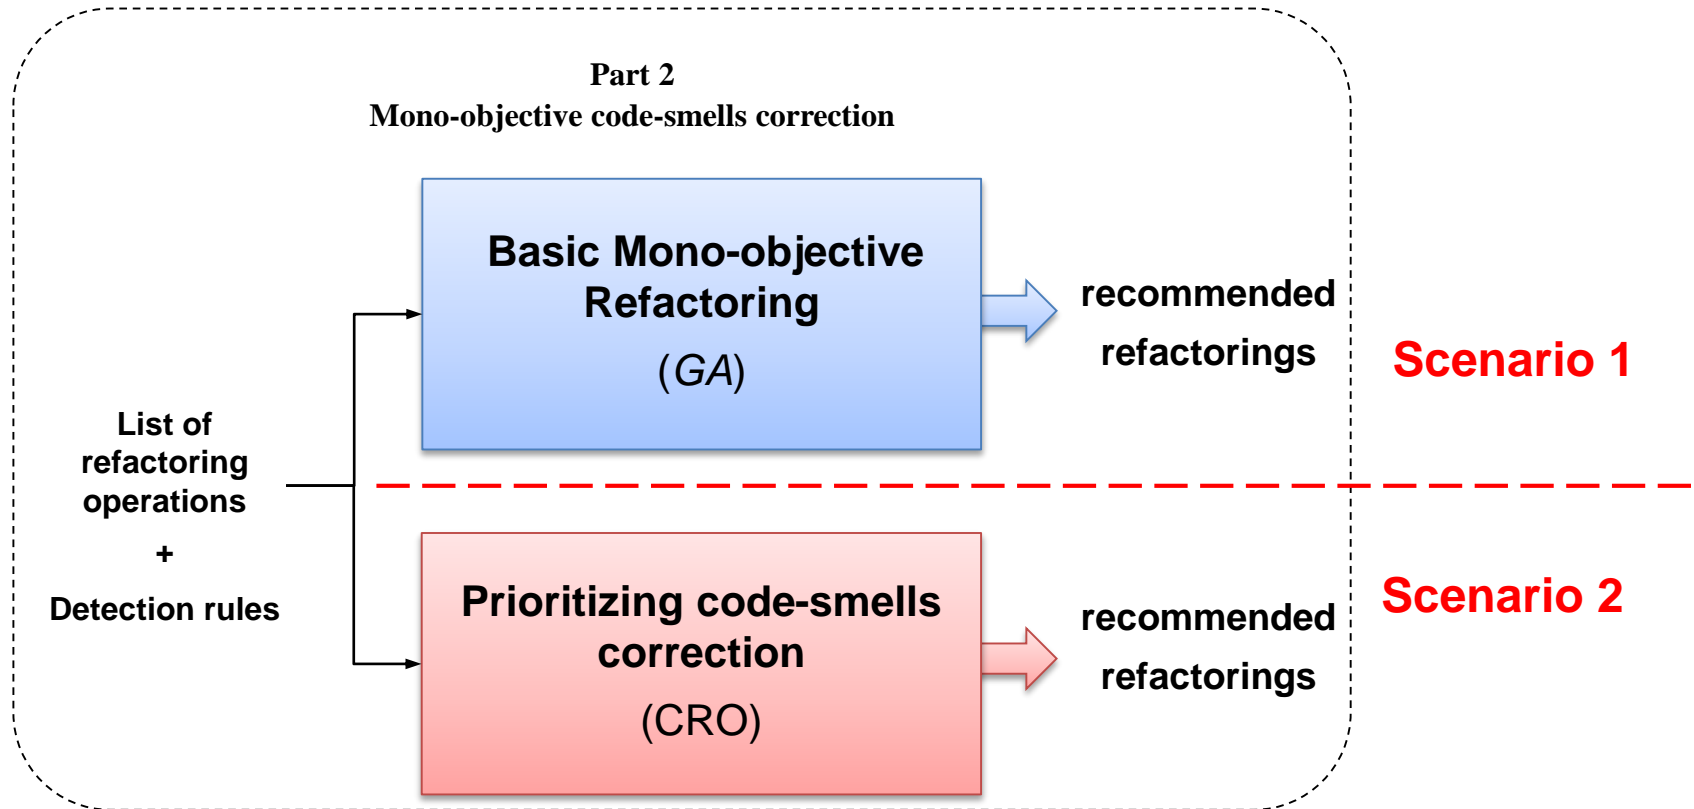 Part 2
Mono-objective code-smells correction
Basic Mono-objective
Refactoring
(GA)
recommended
refactorings
Scenario 1
List of
refactoring
operations
+
Detection rules
Prioritizing code-smells
correction
(CRO)
recommended
refactorings
Scenario 2